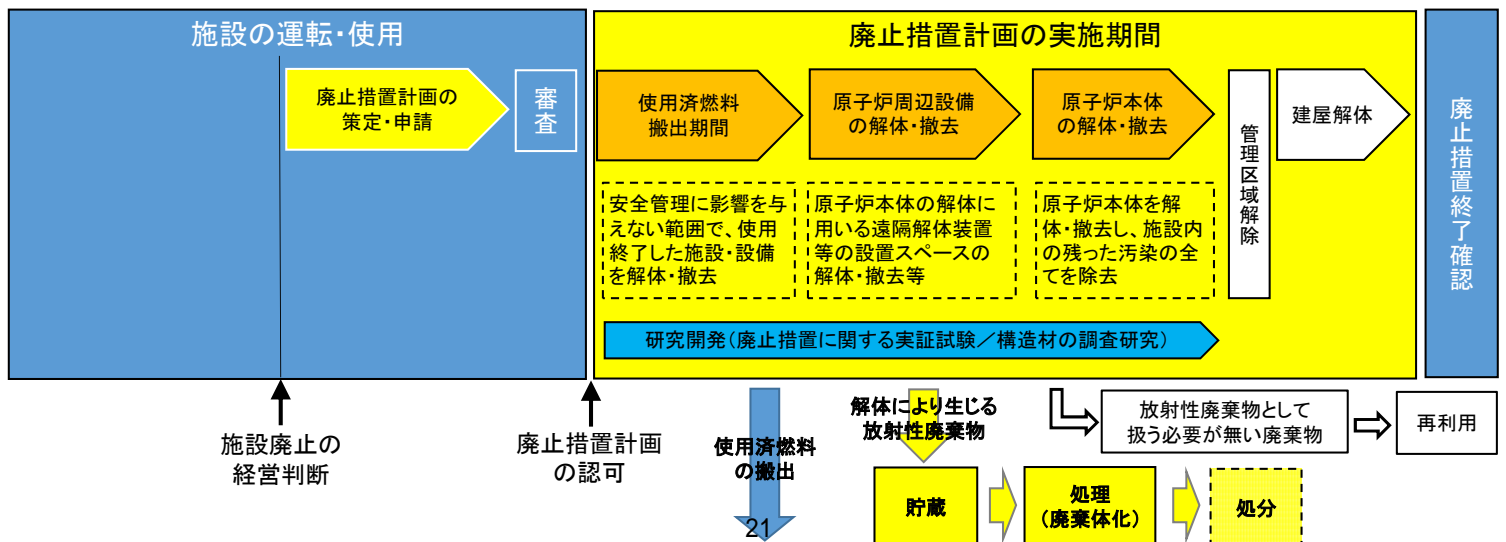 施設の運転・使用
廃止措置計画の
策定・申請
審査
廃止措置計画の実施期間
使用済燃料
搬出期間
原子炉周辺設備
の解体・撤去
原子炉本体
の解体・撤去
管理区域解除
建屋解体
廃止措置終了確認
安全管理に影響を与
えない範囲で、使用
終了した施設・設備
を解体・撤去
原子炉本体の解体に
用いる遠隔解体装置
等の設置スペースの
解体・撤去等
原子炉本体を解
体・撤去し、施設内
の残った汚染の全
てを除去
研究開発(廃止措置に関する実証試験/構造材の調査研究)
施設廃止の
経営判断
廃止措置計画
の認可
使用済燃料
の搬出
解体により生じる
放射性廃棄物
放射性廃棄物として
扱う必要が無い廃棄物
再利用
貯蔵
処理
(廃棄体化)
処分
21